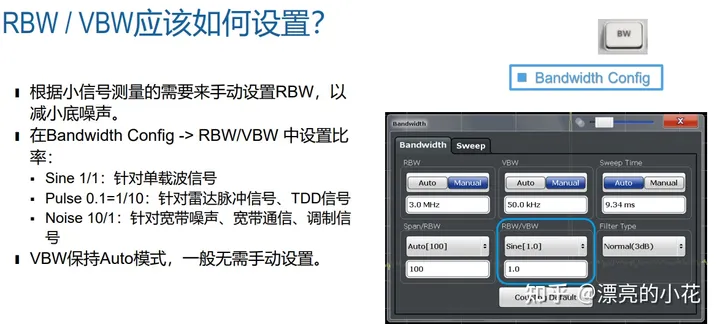 RBW / VBW应该如何设置?
BW
Bandwidth Config
根据小信号测量的需要来手动设置RBW，以
减小底噪声。
在Bandwidth Config -> RBW/VBW 中设置比
率：
Sine 1/1：针对单载波信号
Pulse 0.1=1/10：针对雷达脉冲信号、TDD信号
Noise 10/1：针对宽带噪声、宽带通信、调制信
号
VBW保持Auto模式，一般无需手动设置。
Bandwidth
Bandwidth Sweep
RBW VBW Sweep Time
Auto Manual Auto Manual Auto Manual
3.0 MHz 50.0 kHz 9.34 ms
Span/RBW RBW/VBW Filter Type
Auto[100] Sine[1.0] Normal(3dB)
100 1.0
Coupling Default
知乎 @漂亮的小花